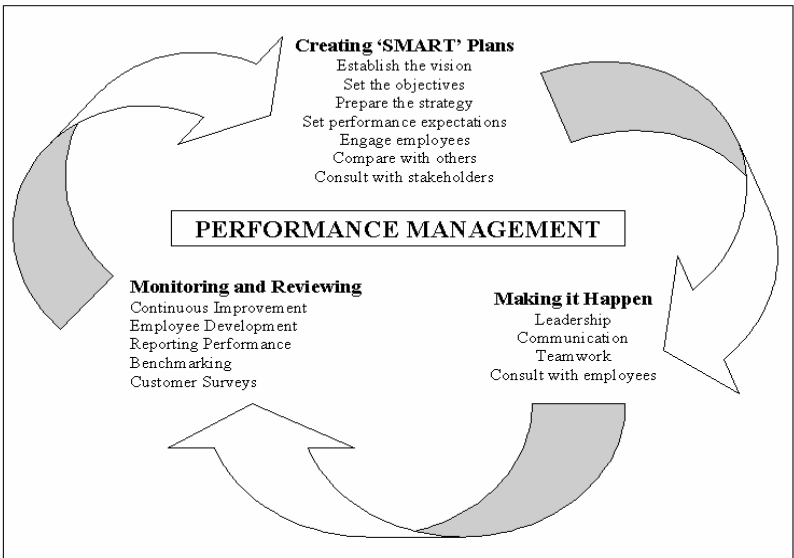 Creating ‘SMART’ Plans
Establish the vision
Set the objectives
Prepare the strategy
Set performance expectations
Engage employees
Compare with others
Consult with stakeholders
PERFORMANCE MANAGEMENT
Monitoring and Reviewing
Continuous Improvement
Employee Development
Reporting Performance
Benchmarking
Customer Surveys
Making it Happen
Leadership
Communication
Teamwork
Consult with employees